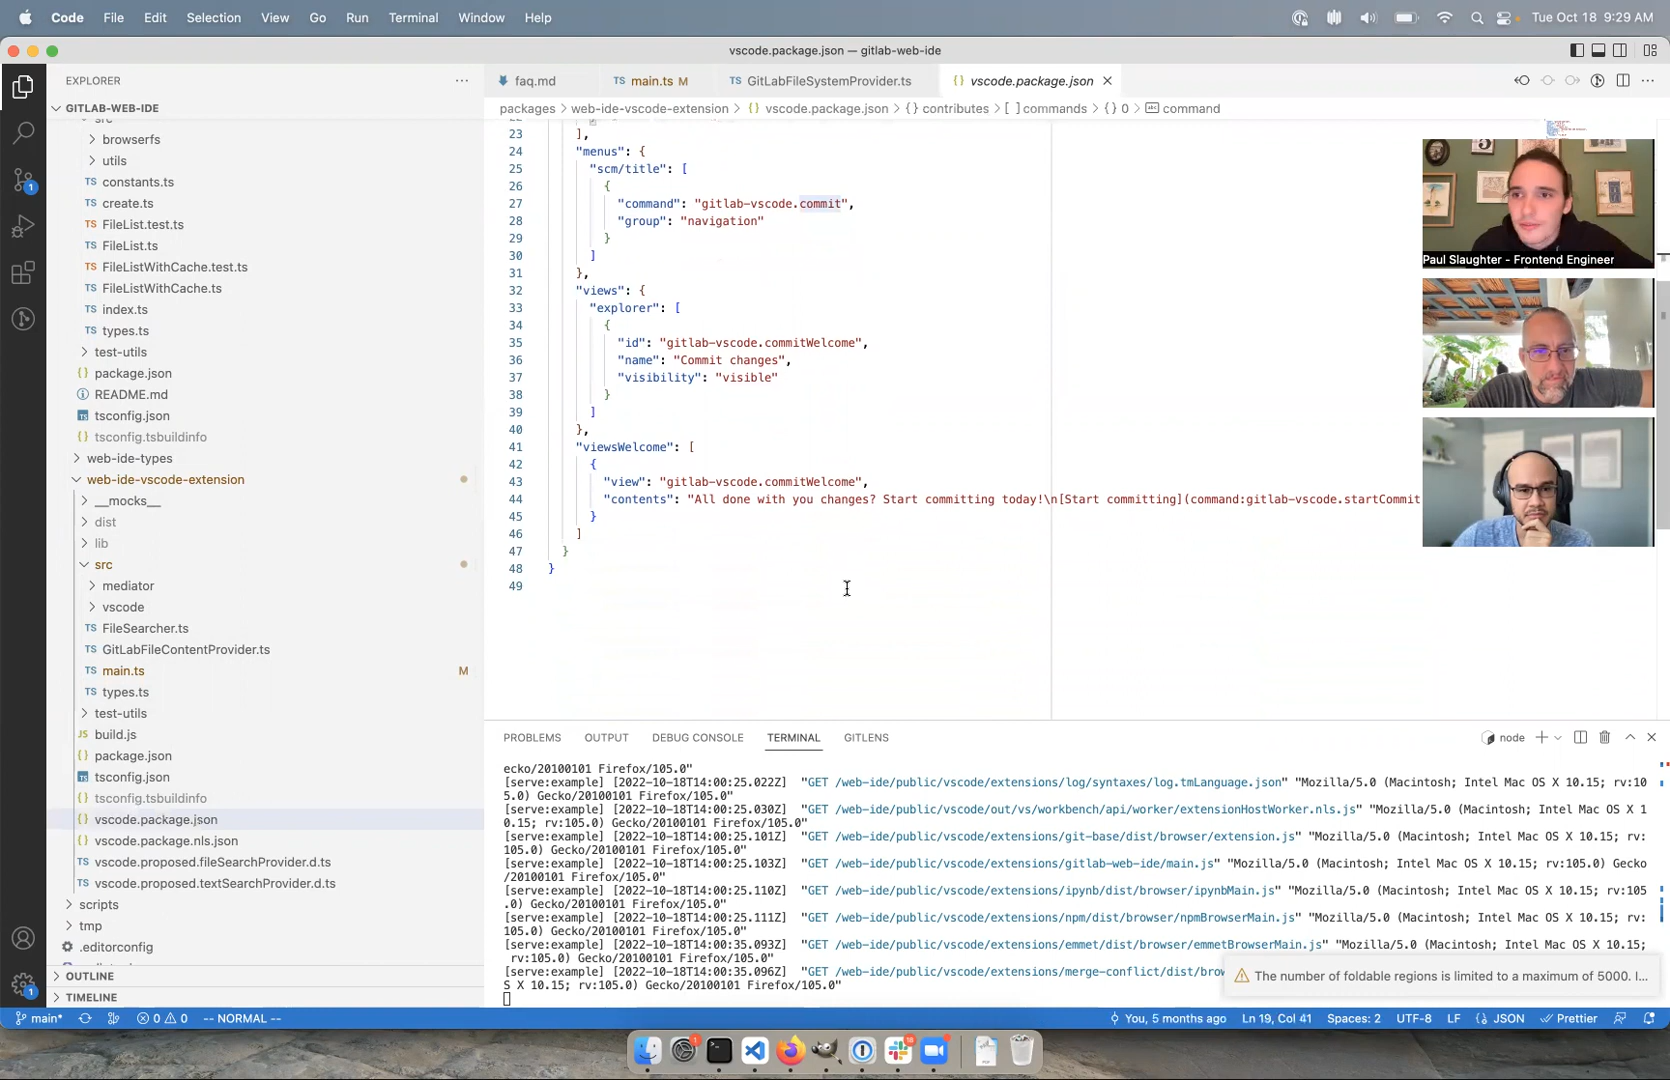 Code File Edit Selection View Go Run Terminal Window Help Tue Oct 18 9:29 AM
vscode.package.json — gitlab-web-ide
EXPLORER
faq.md main.ts M GitLabFileSystemProvider.ts vscode.package.json
packages > web-ide-vscode-extension > vscode.package.json > {} contributes > [ ] commands > {} 0 > command
GITLAB-WEB-IDE
src
browserfs
utils
TS constants.ts
TS create.ts
TS FileList.test.ts
TS FileList.ts
TS FileListWithCache.test.ts
TS FileListWithCache.ts
TS index.ts
TS types.ts
test-utils
{} package.json
README.md
tsconfig.json
{} tsconfig.tsbuildinfo
web-ide-types
web-ide-vscode-extension
__mocks__
dist
lib
src
mediator
vscode
TS FileSearcher.ts
TS GitLabFileContentProvider.ts
TS main.ts M
TS types.ts
test-utils
JS build.js
{} package.json
tsconfig.json
{} tsconfig.tsbuildinfo
{} vscode.package.json
{} vscode.package.nls.json
TS vscode.proposed.fileSearchProvider.d.ts
TS vscode.proposed.textSearchProvider.d.ts
scripts
tmp
.editorconfig
OUTLINE
TIMELINE
23 ],
24 "menus": {
25 "scm/title": [
26 {
27 "command": "gitlab-vscode.commit",
28 "group": "navigation"
29 }
30 ]
31 },
32 "views": {
33 "explorer": [
34 {
35 "id": "gitlab-vscode.commitWelcome",
36 "name": "Commit changes",
37 "visibility": "visible"
38 }
39 ]
40 },
41 "viewsWelcome": [
42 {
43 "view": "gitlab-vscode.commitWelcome",
44 "contents": "All done with you changes? Start committing today!\n[Start committing](command:gitlab-vscode.startCommit
45 }
46 ]
47 }
48 }
49
Paul Slaughter - Frontend Engineer
PROBLEMS OUTPUT DEBUG CONSOLE TERMINAL GITLENS node
ecko/20100101 Firefox/105.0"
[serve:example] [2022-10-18T14:00:25.022Z] "GET /web-ide/public/vscode/extensions/log/syntaxes/log.tmLanguage.json" "Mozilla/5.0 (Macintosh; Intel Mac OS X 10.15; rv:10
5.0) Gecko/20100101 Firefox/105.0"
[serve:example] [2022-10-18T14:00:25.030Z] "GET /web-ide/public/vscode/out/vs/workbench/api/worker/extensionHostWorker.nls.js" "Mozilla/5.0 (Macintosh; Intel Mac OS X 1
0.15; rv:105.0) Gecko/20100101 Firefox/105.0"
[serve:example] [2022-10-18T14:00:25.101Z] "GET /web-ide/public/vscode/extensions/git-base/dist/browser/extension.js" "Mozilla/5.0 (Macintosh; Intel Mac OS X 10.15; rv:
105.0) Gecko/20100101 Firefox/105.0"
[serve:example] [2022-10-18T14:00:25.103Z] "GET /web-ide/public/vscode/extensions/gitlab-web-ide/main.js" "Mozilla/5.0 (Macintosh; Intel Mac OS X 10.15; rv:105.0) Gecko
/20100101 Firefox/105.0"
[serve:example] [2022-10-18T14:00:25.110Z] "GET /web-ide/public/vscode/extensions/ipynb/dist/browser/ipynbMain.js" "Mozilla/5.0 (Macintosh; Intel Mac OS X 10.15; rv:105
.0) Gecko/20100101 Firefox/105.0"
[serve:example] [2022-10-18T14:00:25.111Z] "GET /web-ide/public/vscode/extensions/npm/dist/browser/npmBrowserMain.js" "Mozilla/5.0 (Macintosh; Intel Mac OS X 10.15; rv:
105.0) Gecko/20100101 Firefox/105.0"
[serve:example] [2022-10-18T14:00:35.093Z] "GET /web-ide/public/vscode/extensions/emmet/dist/browser/emmetBrowserMain.js" "Mozilla/5.0 (Macintosh; Intel Mac OS X 10.15;
rv:105.0) Gecko/20100101 Firefox/105.0"
[serve:example] [2022-10-18T14:00:35.096Z] "GET /web-ide/public/vscode/extensions/merge-conflict/dist/brow
S X 10.15; rv:105.0) Gecko/20100101 Firefox/105.0"
The number of foldable regions is limited to a maximum of 5000. I...
main* 0 0 -- NORMAL -- You, 5 months ago Ln 19, Col 41 Spaces: 2 UTF-8 LF {} JSON Prettier